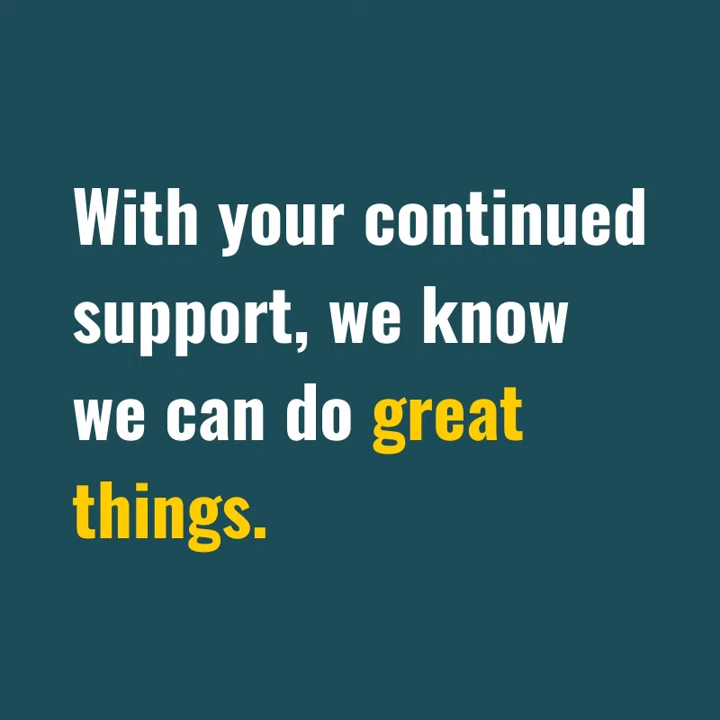 With your continued
support, we know
we can do great
things.